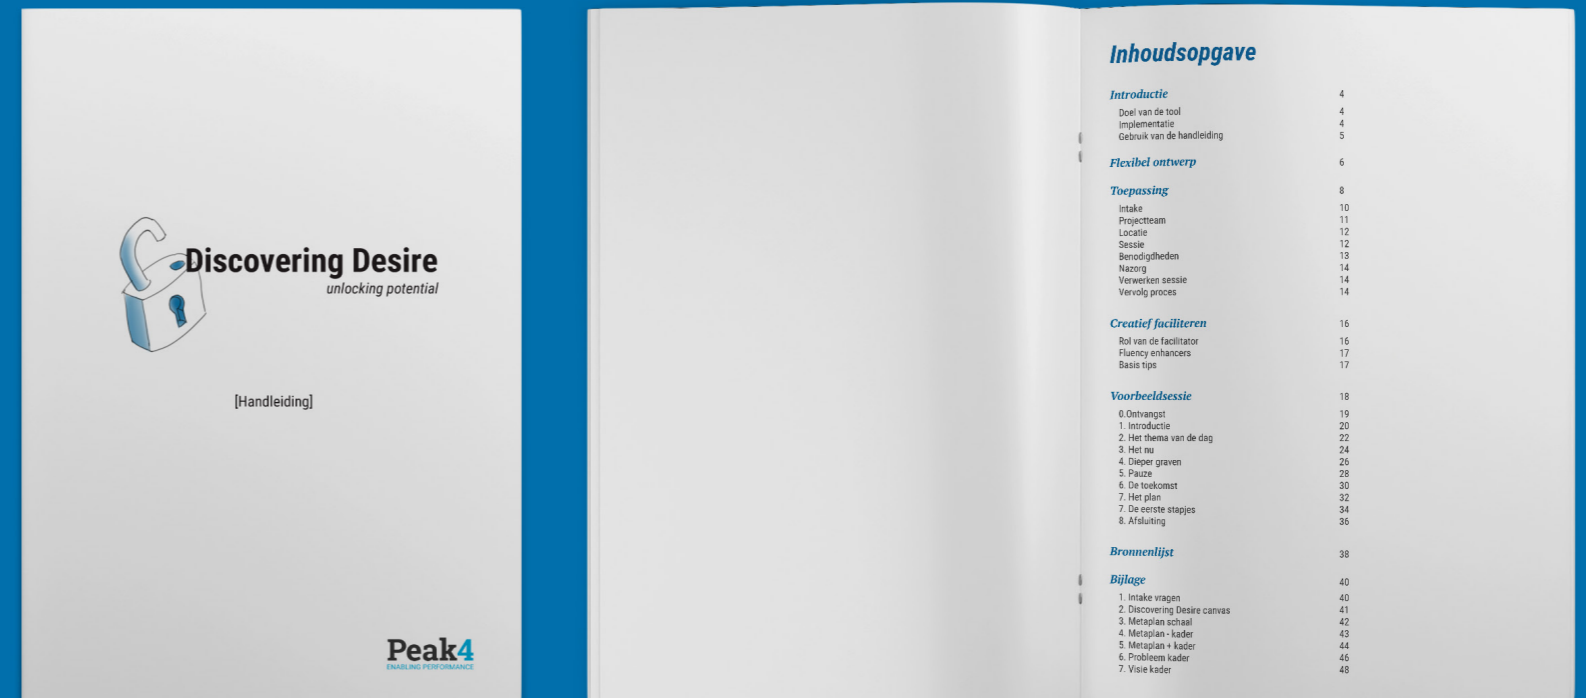 Discovering Desire
unlocking potential
[Handleiding]
Peak4
ENABLING PERFORMANCE
Inhoudsopgave
Introductie 4
Doel van de tool 4
Implementatie 4
Gebruik van de handleiding 5
Flexibel ontwerp 6
Toepassing 8
Intake 10
Projectteam 11
Locatie 12
Sessie 12
Benodigdheden 13
Nazorg 14
Verwerken sessie 14
Vervolg proces 14
Creatief faciliteren 16
Rol van de facilitator 16
Fluency enhancers 17
Basis tips 17
Voorbeeldsessie 18
0.Ontvangst 19
1. Introductie 20
2. Het thema van de dag 22
3. Het nu 24
4. Dieper graven 26
5. Pauze 28
6. De toekomst 30
7. Het plan 32
7. De eerste stapjes 34
8. Afsluiting 36
Bronnenlijst 38
Bijlage 40
1. Intake vragen 40
2. Discovering Desire canvas 41
3. Metaplan schaal 42
4. Metaplan - kader 43
5. Metaplan + kader 44
6. Probleem kader 46
7. Visie kader 48